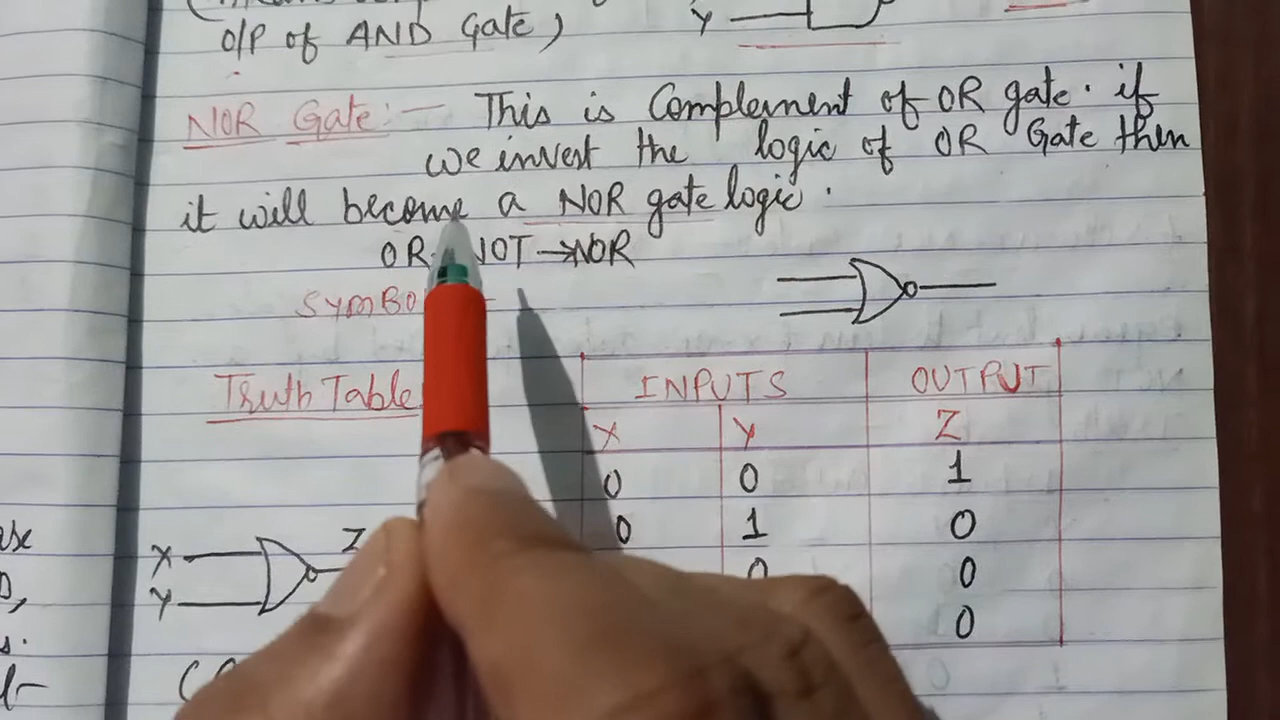 O/P of AND Gate)
Y
NOR Gate:- This is Complement of OR gate. if
we invert the logic of OR Gate then
it will become a NOR gate logic.
OR NOT →NOR
Truth Table
INPUTS OUTPUT
X Y Z
0 0 1
0 1 0
0 0
0
X Z
Y